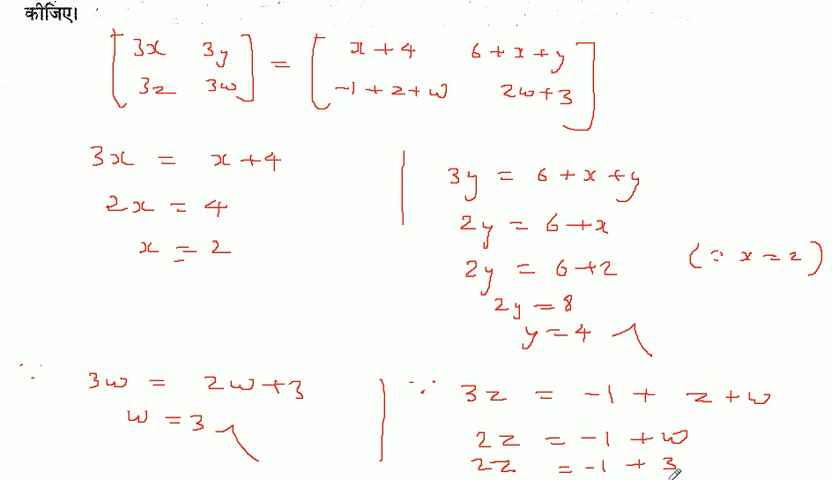 कीजिए।
[3x 3y] = [x + 4 6 + x + y]
[3z 3w] [-1 + z + w 2w + 3]
3x = x + 4
2x = 4
x = 2
3y = 6 + x + y
2y = 6 + x
2y = 6 + 2 (∵ x = 2)
2y = 8
y = 4
∵ 3w = 2w + 3
w = 3
∵ 3z = -1 + z + w
2z = -1 + w
2z = -1 + 3